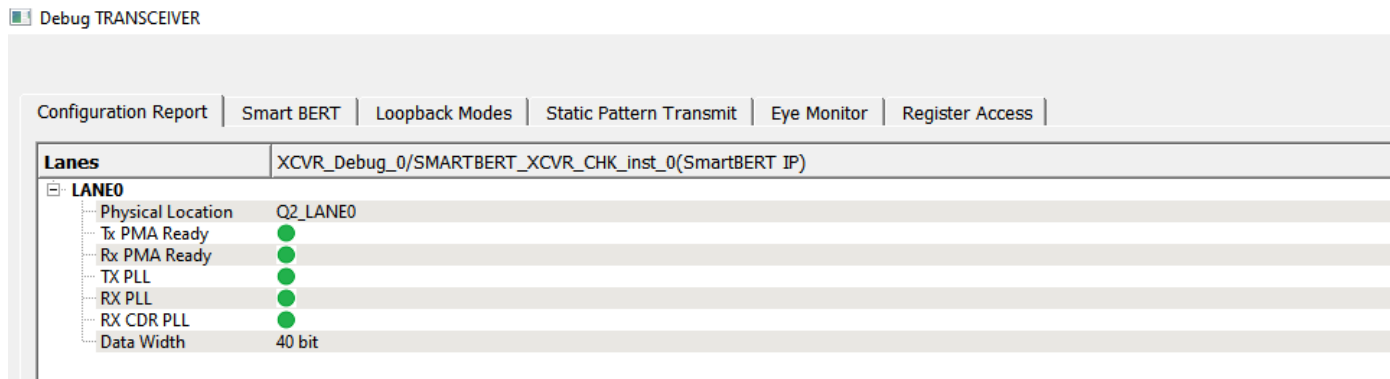 Debug TRANSCEIVER
Configuration Report Smart BERT Loopback Modes Static Pattern Transmit Eye Monitor Register Access
Lanes XCVR_Debug_0/SMARTBERT_XCVR_CHK_inst_0(SmartBERT IP)
LANE0
Physical Location Q2_LANE0
Tx PMA Ready
Rx PMA Ready
TX PLL
RX PLL
RX CDR PLL
Data Width 40 bit